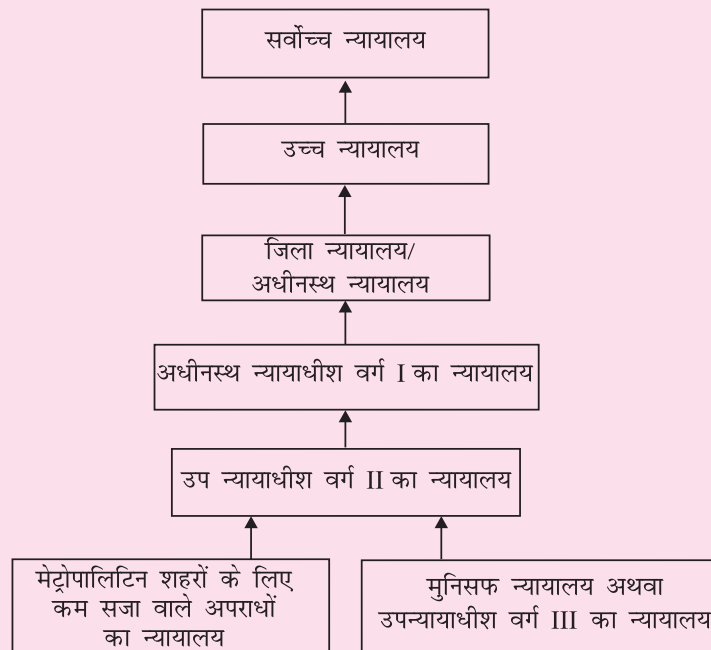 सर्वोच्च न्यायालय
उच्च न्यायालय
जिला न्यायालय/
अधीनस्थ न्यायालय
अधीनस्थ न्यायाधीश वर्ग I का न्यायालय
उप न्यायाधीश वर्ग II का न्यायालय
मेट्रोपालिटिन शहरों के लिए
कम सजा वाले अपराधों
का न्यायालय
मुनिसफ न्यायालय अथवा
उपन्यायाधीश वर्ग III का न्यायालय